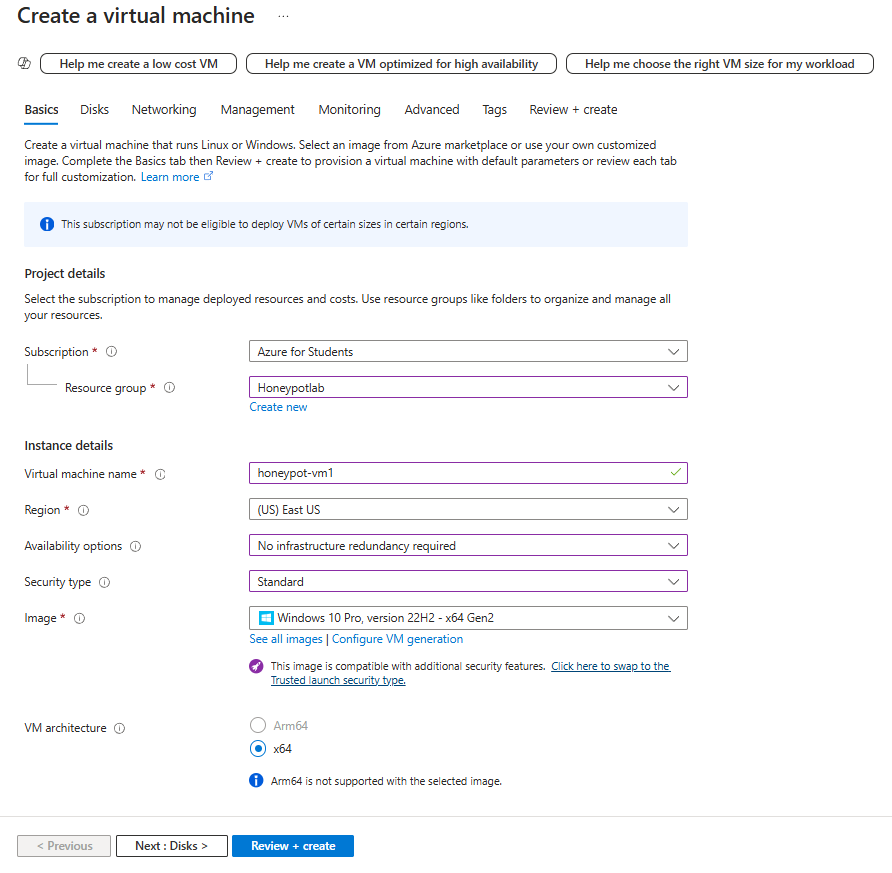 Create a virtual machine ...
Help me create a low cost VM
Help me create a VM optimized for high availability
Help me choose the right VM size for my workload
Basics Disks Networking Management Monitoring Advanced Tags Review + create
Create a virtual machine that runs Linux or Windows. Select an image from Azure marketplace or use your own customized
image. Complete the Basics tab then Review + create to provision a virtual machine with default parameters or review each tab
for full customization. Learn more
This subscription may not be eligible to deploy VMs of certain sizes in certain regions.
Project details
Select the subscription to manage deployed resources and costs. Use resource groups like folders to organize and manage all
your resources.
Subscription * Azure for Students
Resource group * Honeypotlab
Create new
Instance details
Virtual machine name * honeypot-vm1
Region * (US) East US
Availability options No infrastructure redundancy required
Security type Standard
Image * Windows 10 Pro, version 22H2 - x64 Gen2
See all images | Configure VM generation
This image is compatible with additional security features. Click here to swap to the
Trusted launch security type.
VM architecture Arm64
x64
Arm64 is not supported with the selected image.
< Previous Next : Disks > Review + create